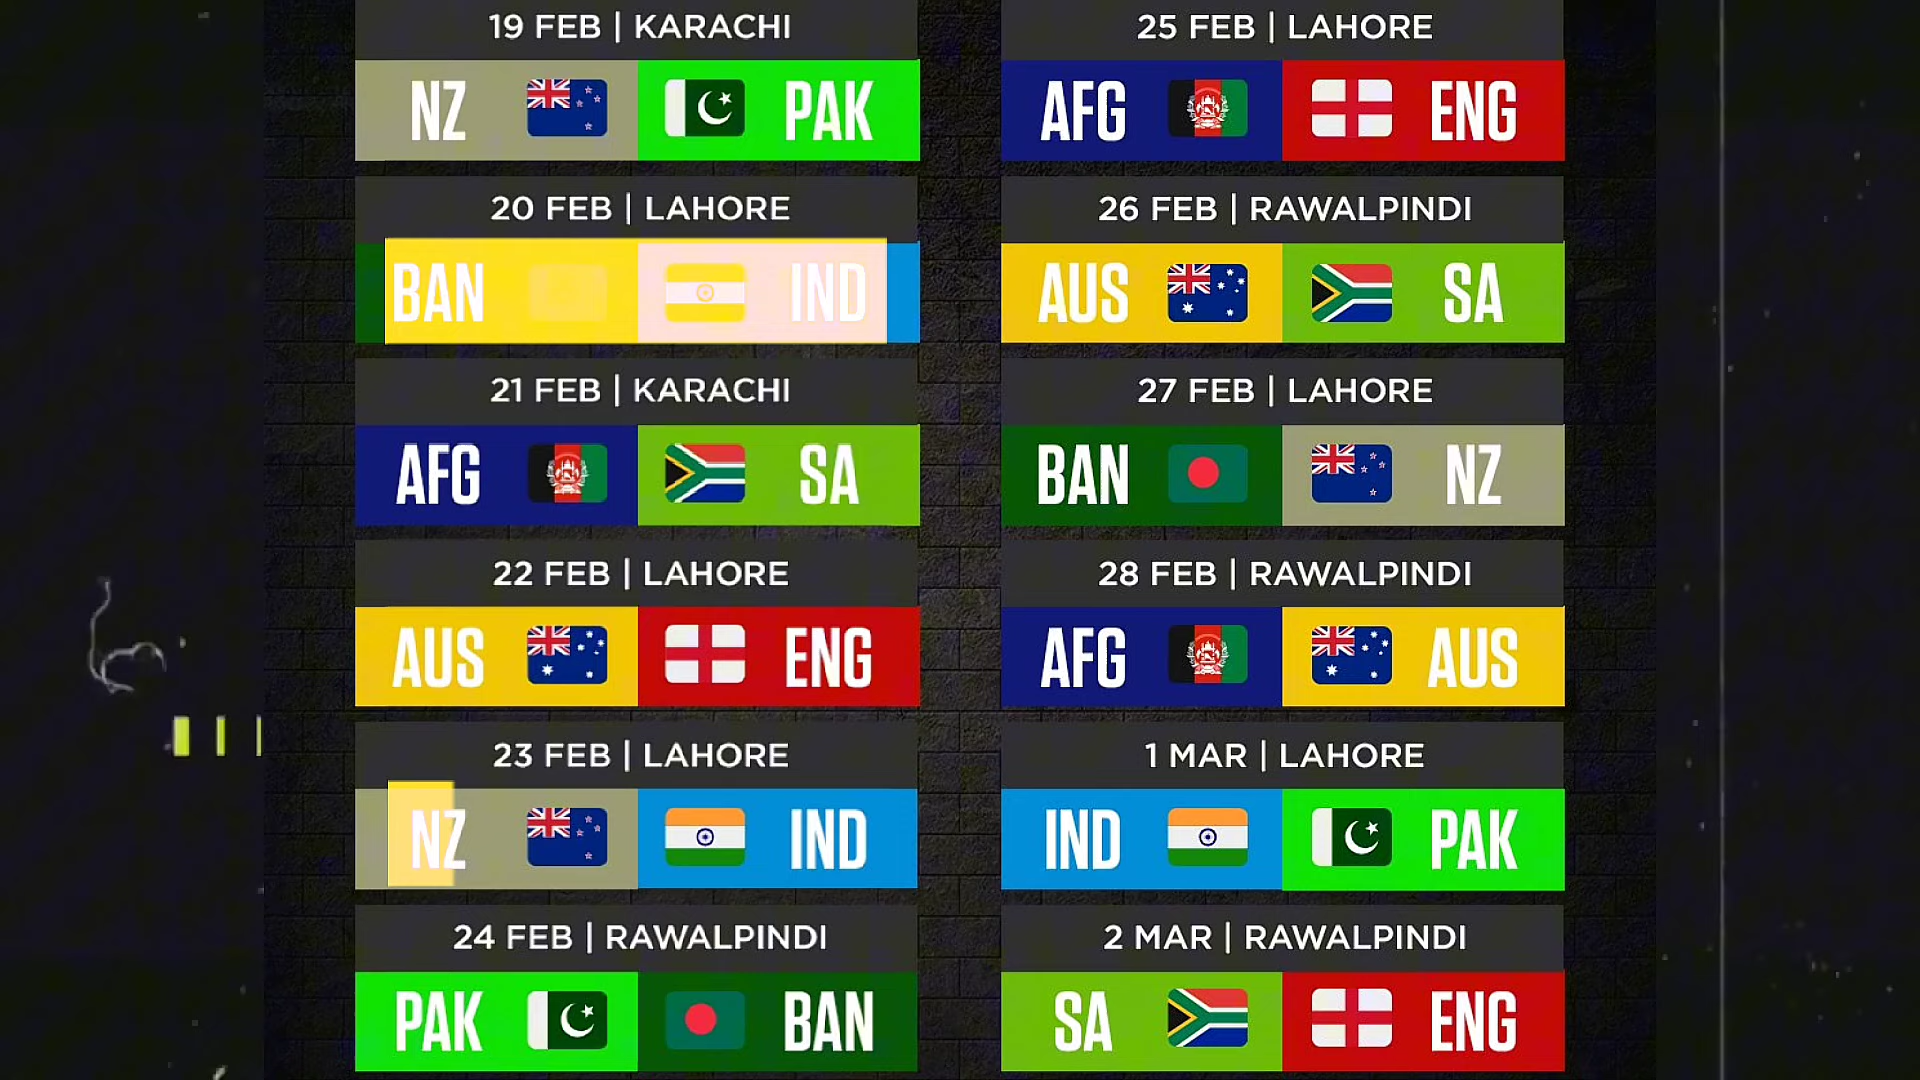 19 FEB | KARACHI
NZ PAK
20 FEB | LAHORE
BAN IND
21 FEB | KARACHI
AFG SA
22 FEB | LAHORE
AUS ENG
23 FEB | LAHORE
NZ IND
24 FEB | RAWALPINDI
PAK BAN
25 FEB | LAHORE
AFG ENG
26 FEB | RAWALPINDI
AUS SA
27 FEB | LAHORE
BAN NZ
28 FEB | RAWALPINDI
AFG AUS
1 MAR | LAHORE
IND PAK
2 MAR | RAWALPINDI
SA ENG